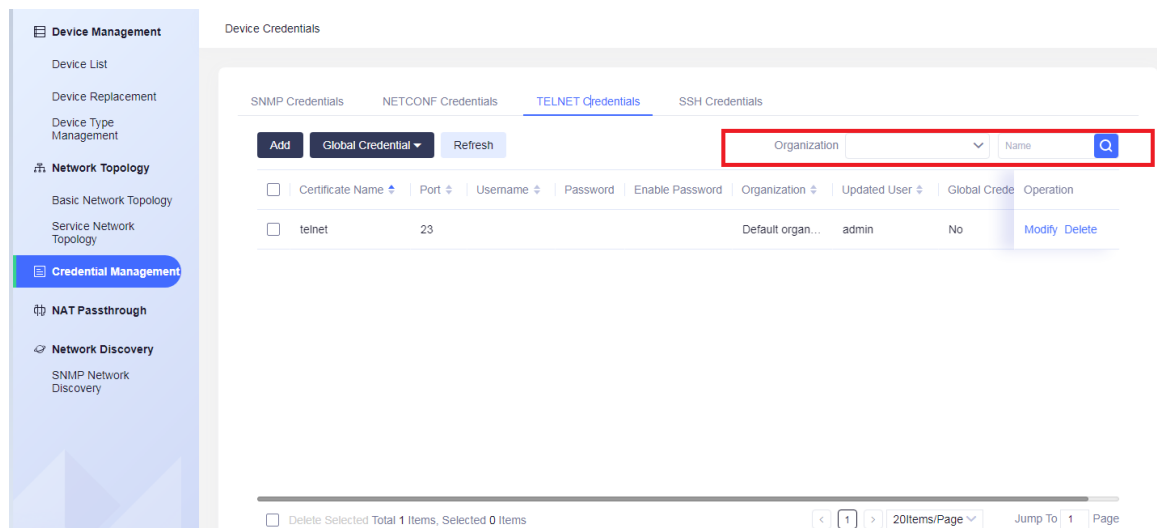 Device Management
Device List
Device Replacement
Device Type
Management
Network Topology
Basic Network Topology
Service Network
Topology
Credential Management
NAT Passthrough
Network Discovery
SNMP Network
Discovery
Device Credentials
SNMP Credentials NETCONF Credentials TELNET Credentials SSH Credentials
Add Global Credential Refresh Organization Name
Certificate Name Port Username Password Enable Password Organization Updated User Global Crede Operation
telnet 23 Default organ... admin No Modify Delete
Delete Selected Total 1 Items, Selected 0 Items < 1 > 20Items/Page Jump To 1 Page